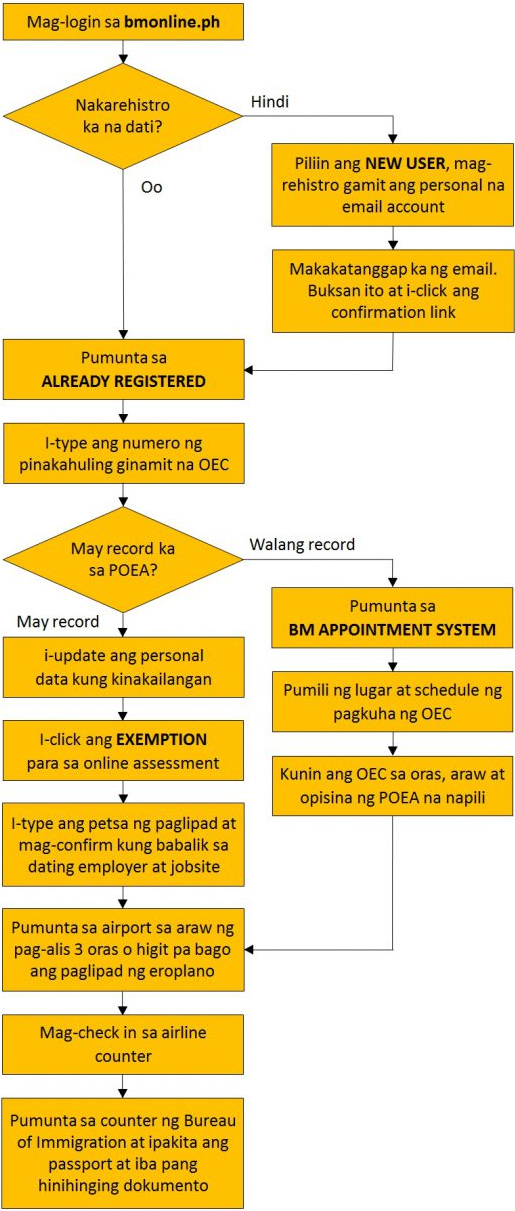 Mag-login sa bmonline.ph
Nakarehistro
ka na dati?
Hindi
Oo
Piliin ang NEW USER, mag-
rehistro gamit ang personal na
email account
Makakatanggap ka ng email.
Buksan ito at i-click ang
confirmation link
Pumunta sa
ALREADY REGISTERED
I-type ang numero ng
pinakahuling ginamit na OEC
May record ka
sa POEA?
Walang record
May record
Pumunta sa
BM APPOINTMENT SYSTEM
Pumili ng lugar at schedule ng
pagkuha ng OEC
Kunin ang OEC sa oras, araw at
opisina ng POEA na napili
i-update ang personal
data kung kinakailangan
I-click ang EXEMPTION
para sa online assessment
I-type ang petsa ng paglipad at
mag-confirm kung babalik sa
dating employer at jobsite
Pumunta sa airport sa araw ng
pag-alis 3 oras o higit pa bago
ang paglipad ng eroplano
Mag-check in sa airline
counter
Pumunta sa counter ng Bureau
of Immigration at ipakita ang
passport at iba pang
hinihinging dokumento